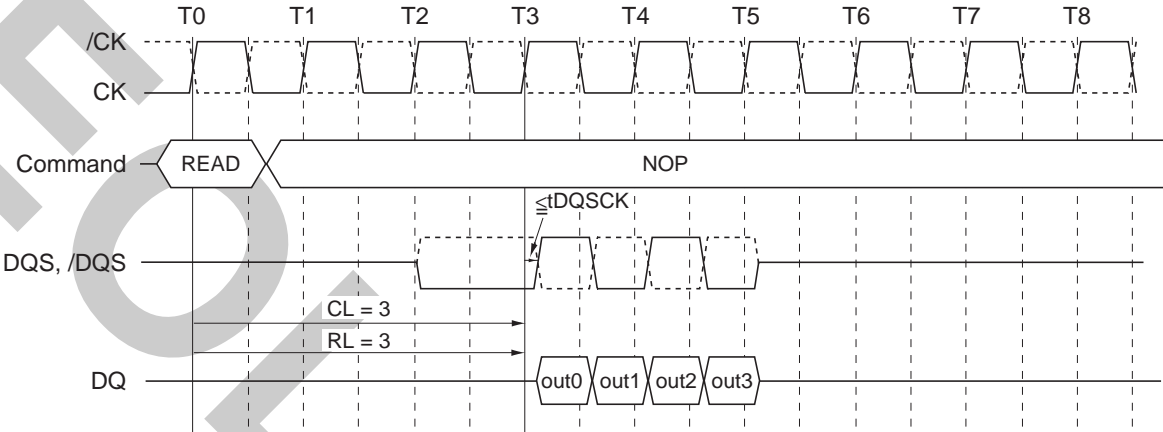 T0 T1 T2 T3 T4 T5 T6 T7 T8
/CK
CK
Command READ NOP
≦tDQSCK
DQS, /DQS
CL = 3
RL = 3
DQ out0 out1 out2 out3